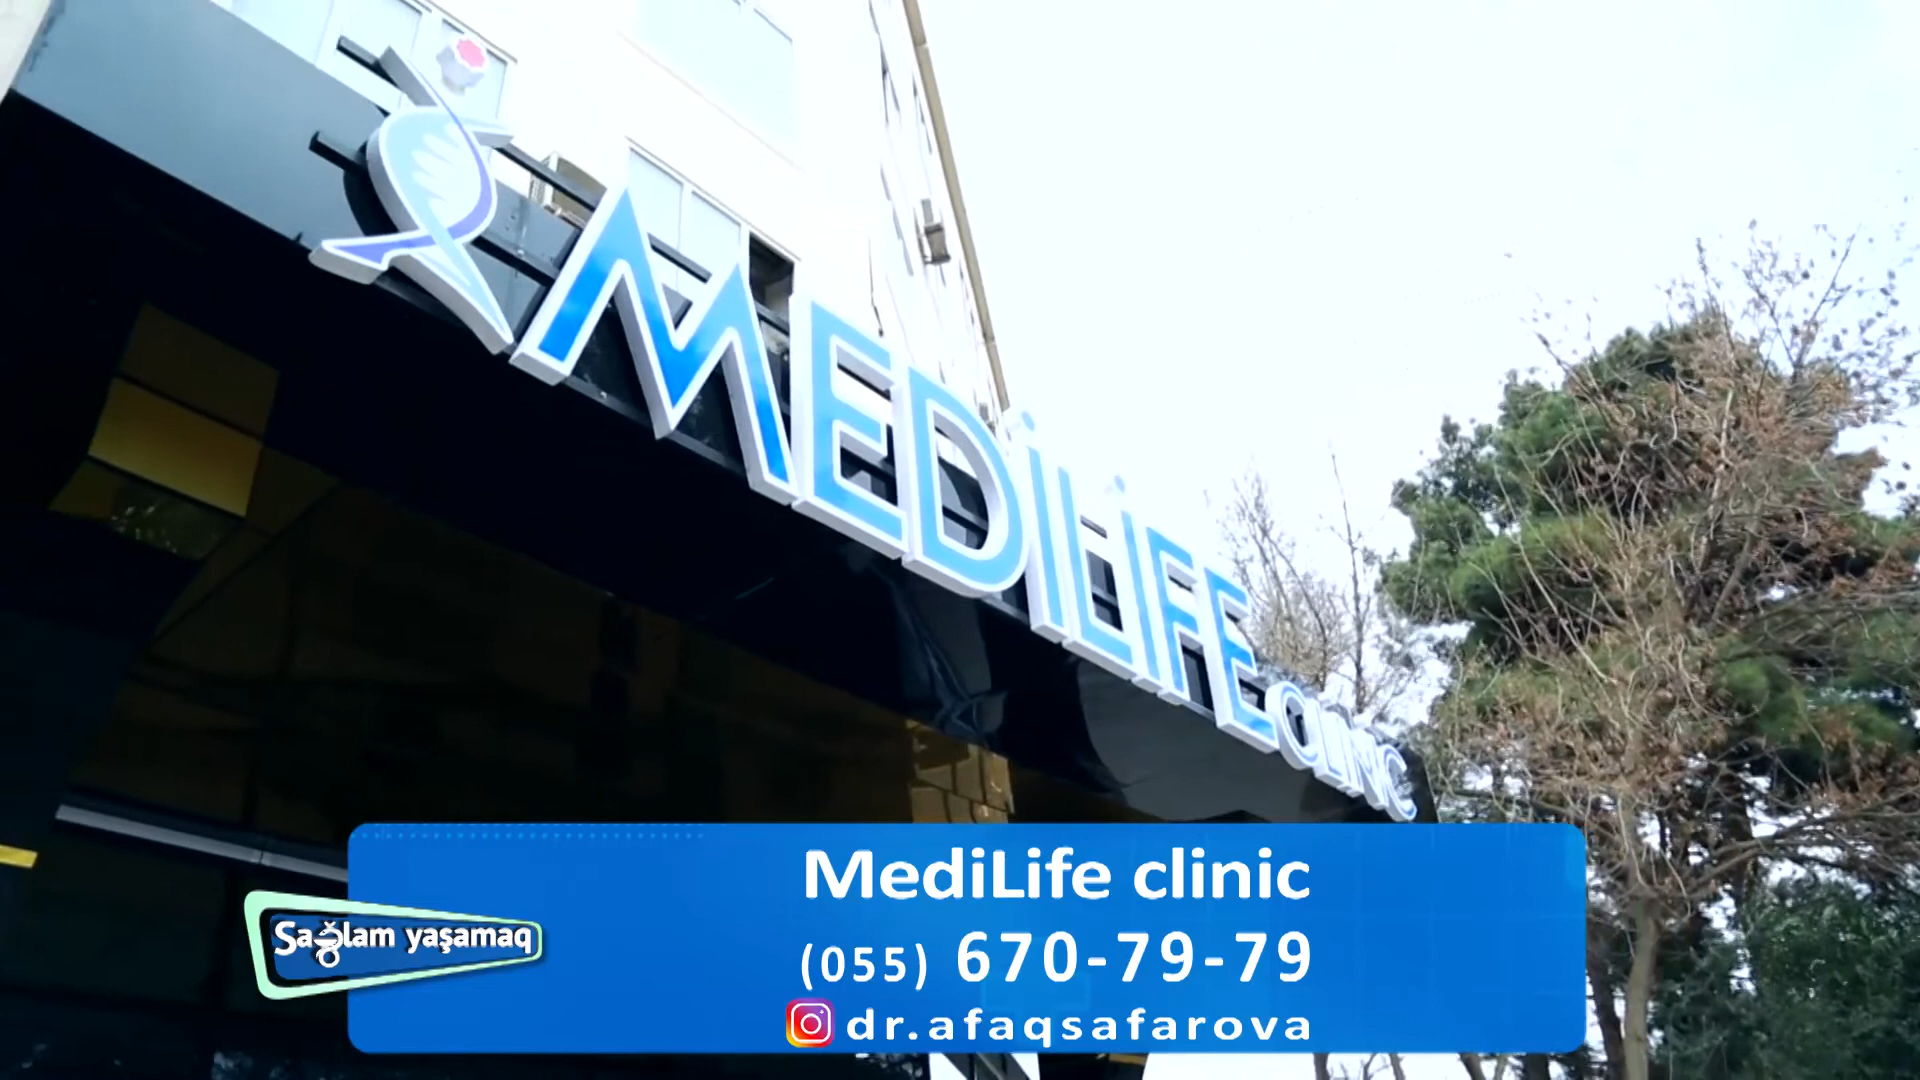 MEDİLİFE CLINIC
MediLife clinic
(055) 670-79-79
dr.afaqsafarova
Sağlam yaşamaq